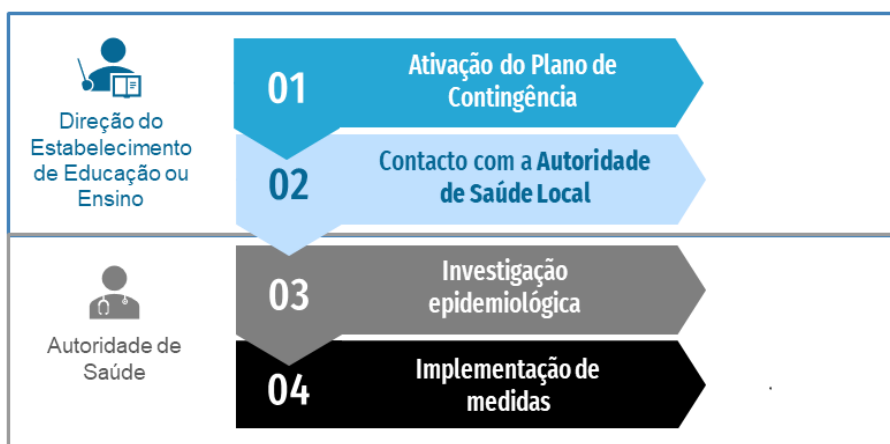 Direção do
Estabelecimento
de Educação ou
Ensino
01
Ativação do Plano de
Contingência
02
Contacto com a Autoridade
de Saúde Local
Autoridade de
Saúde
03
Investigação
epidemiológica
04
Implementação de
medidas
.